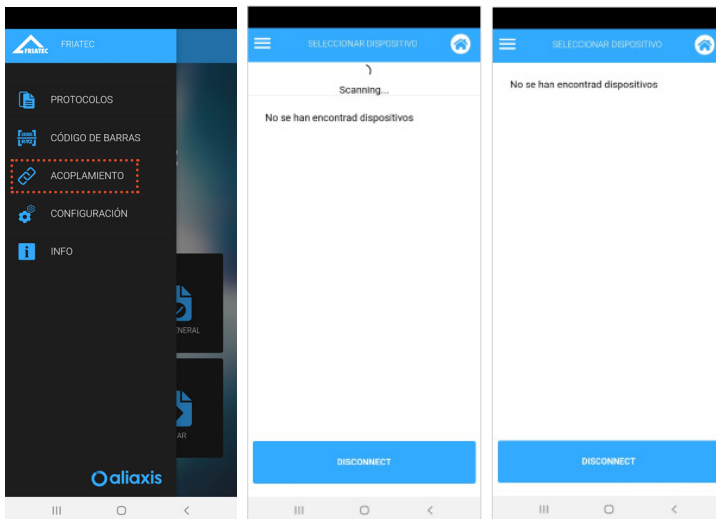 FRIATEC
FRIATEC
PROTOCOLOS
CÓDIGO DE BARRAS
ACOPLAMIENTO
CONFIGURACIÓN
INFO
NERAL
AR
aliaxis
SELECCIONAR DISPOSITIVO
Scanning...
No se han encontrad dispositivos
DISCONNECT
SELECCIONAR DISPOSITIVO
No se han encontrad dispositivos
DISCONNECT